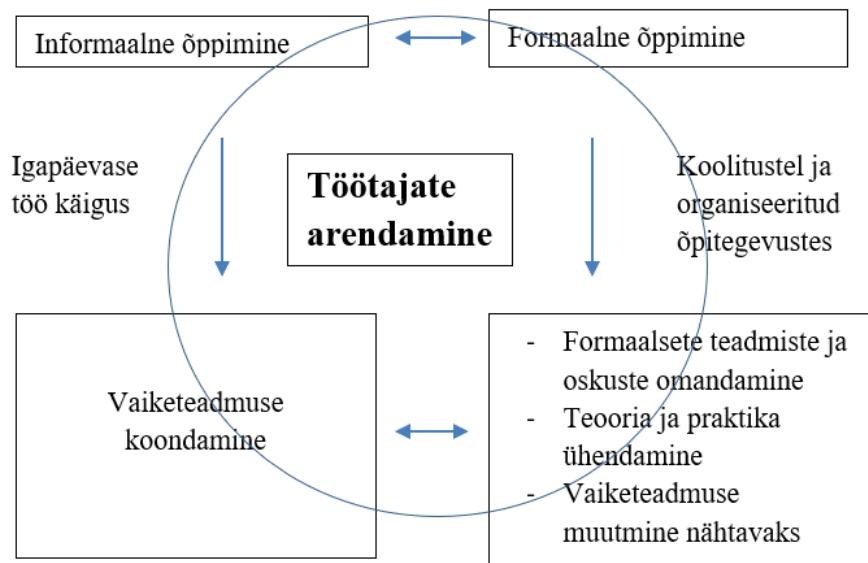 Informaalne õppimine
Formaalne õppimine
Igapäevase
töö käigus
Töötajate
arendamine
Koolitustel ja
organiseeritud
õpitegevustes
Vaiketeadmuse
koondamine
- Formaalsete teadmiste ja
oskuste omandamine
- Teooria ja praktika
ühendamine
- Vaiketeadmuse
muutmine nähtavaks